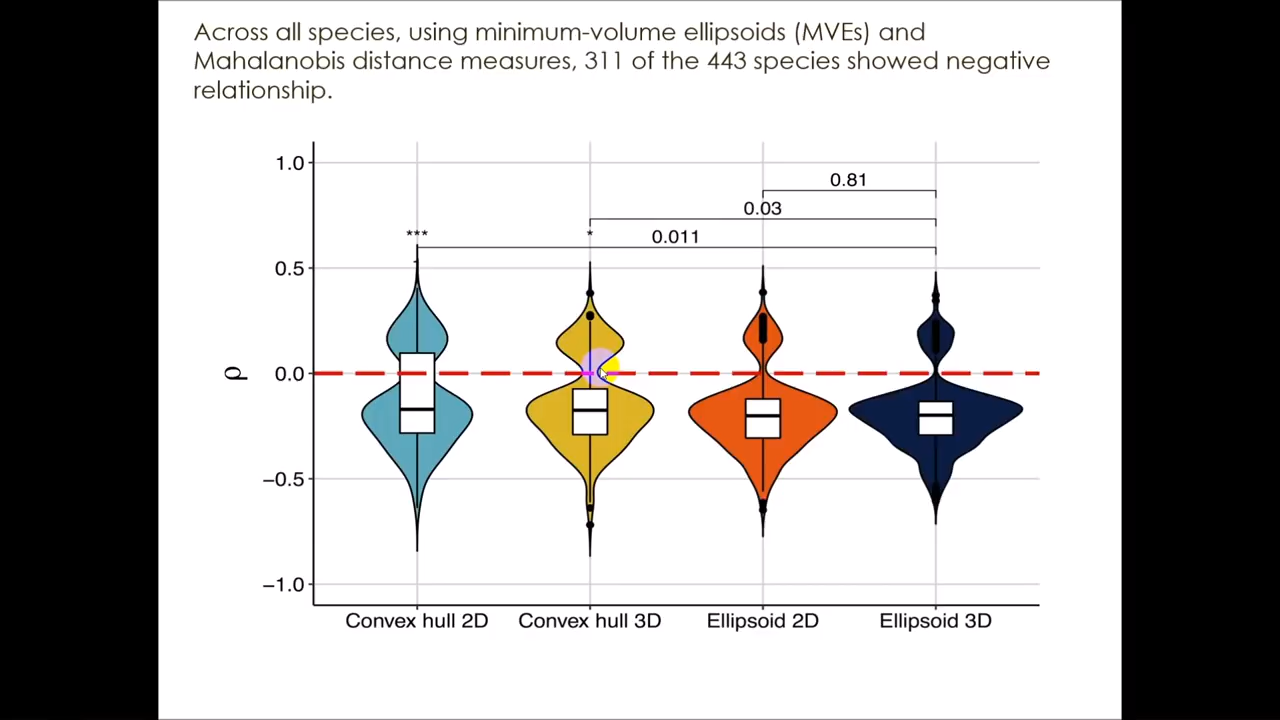 Across all species, using minimum-volume ellipsoids (MVEs) and
Mahalanobis distance measures, 311 of the 443 species showed negative
relationship.
1.0
0.81
0.03
*** * 0.011
0.5
ρ 0.0
−0.5
−1.0
Convex hull 2D Convex hull 3D Ellipsoid 2D Ellipsoid 3D